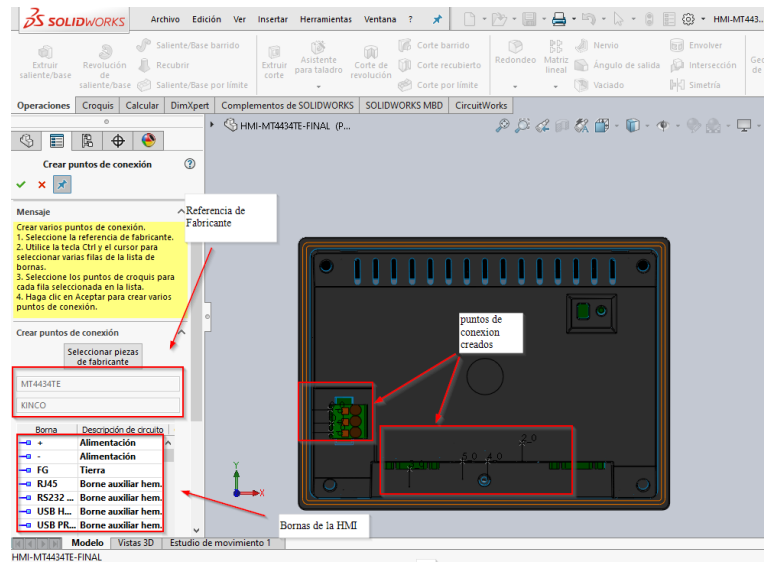 SOLIDWORKS Archivo Edición Ver Insertar Herramientas Ventana ? HMI-MT443...
Extruir saliente/base
Revolución de saliente/base
Saliente/Base barrido
Recubrir
Saliente/Base por límite
Extruir corte
Asistente para taladro
Corte de revolución
Corte barrido
Corte recubierto
Corte por límite
Redondeo
Matriz lineal
Nervio
Ángulo de salida
Vaciado
Envolver
Intersección
Simetría
Operaciones Croquis Calcular DimXpert Complementos de SOLIDWORKS SOLIDWORKS MBD CircuitWorks
HMI-MT4434TE-FINAL (P...
Crear puntos de conexión
Mensaje
Crear varios puntos de conexión.
1. Seleccione la referencia de fabricante.
2. Utilice la tecla Ctrl y el cursor para
seleccionar varias filas de la lista de
bornas.
3. Seleccione los puntos de croquis para
cada fila seleccionada en la lista.
4. Haga clic en Aceptar para crear varios
puntos de conexión.
Referencia de
Fabricante
Crear puntos de conexión
Seleccionar piezas
de fabricante
MT4434TE
KINCO
Borna Descripción de circuito
+ Alimentación
- Alimentación
FG Tierra
RJ45 Borne auxiliar hem.
RS232 ... Borne auxiliar hem.
USB H... Borne auxiliar hem.
USB PR... Borne auxiliar hem.
puntos de
conexion
creados
2_0
5_0 4_0
Y
X
Bornas de la HMI
Modelo Vistas 3D Estudio de movimiento 1
HMI-MT4434TE-FINAL